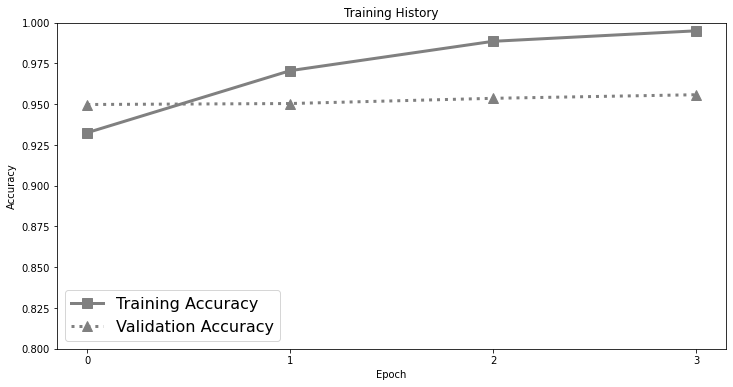 Training History
1.000
0.975
0.950
0.925
0.900
0.875
0.850
0.825
0.800
Accuracy
Training Accuracy
Validation Accuracy
0 1 2 3
Epoch